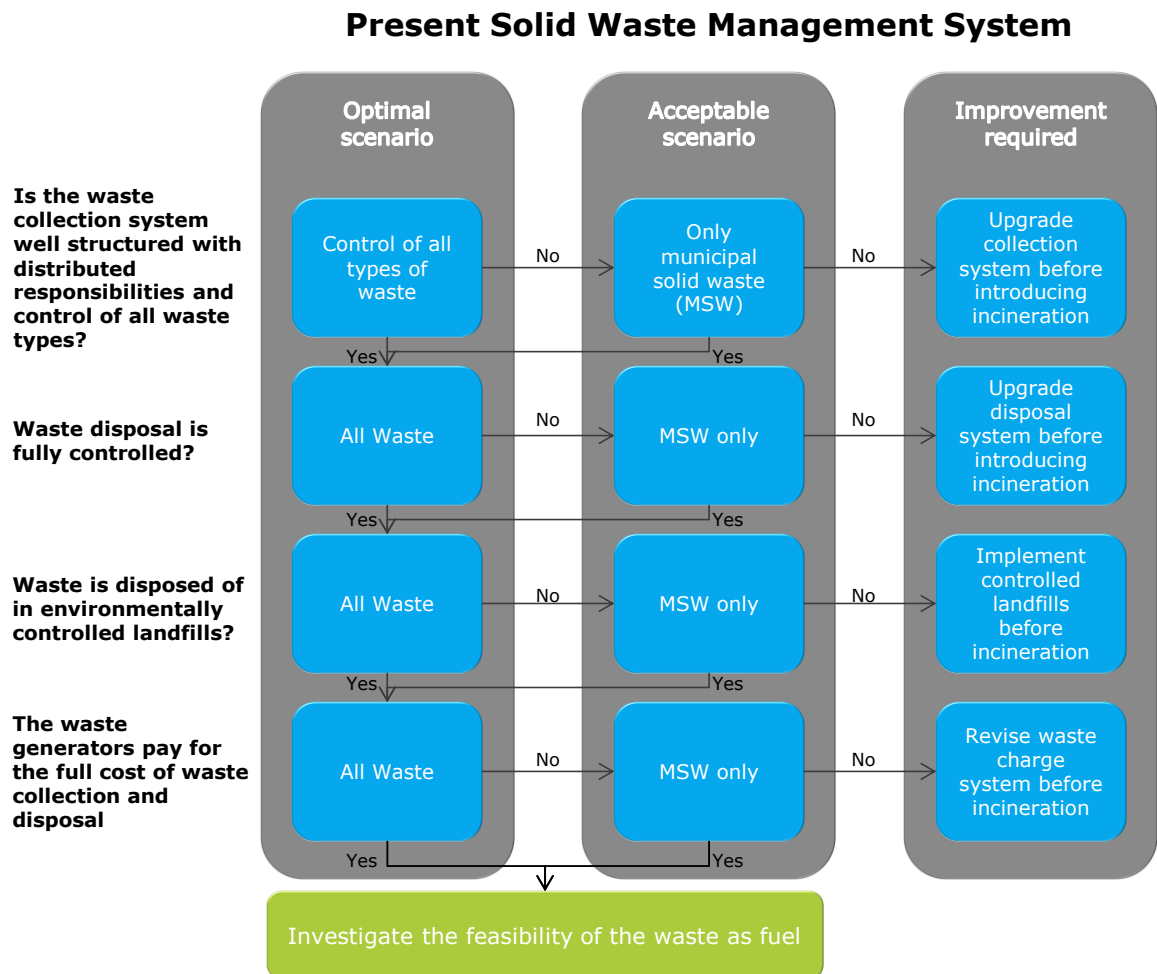 Present Solid Waste Management System
Optimal
scenario
Acceptable
scenario
Improvement
required
Is the waste
collection system
well structured with
distributed
responsibilities and
control of all waste
types?
Control of all
types of
waste
No
Only
municipal
solid waste
(MSW)
No
Upgrade
collection
system before
introducing
incineration
Yes
Yes
Waste disposal is
fully controlled?
All Waste
No
MSW only
No
Upgrade
disposal
system before
introducing
incineration
Yes
Yes
Waste is disposed of
in environmentally
controlled landfills?
All Waste
No
MSW only
No
Implement
controlled
landfills
before
incineration
Yes
Yes
The waste
generators pay for
the full cost of waste
collection and
disposal
All Waste
No
MSW only
No
Revise waste
charge
system before
incineration
Yes
Yes
Investigate the feasibility of the waste as fuel